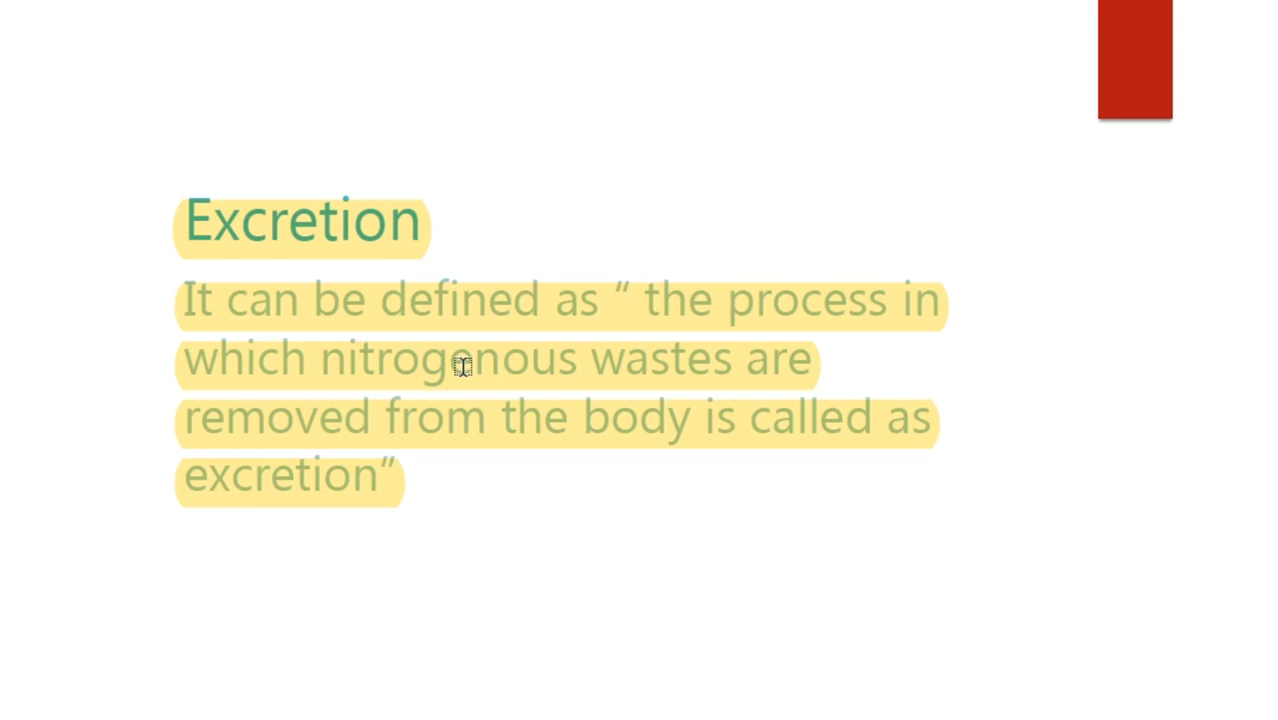 Excretion
It can be defined as “ the process in
which nitrogenous wastes are
removed from the body is called as
excretion”